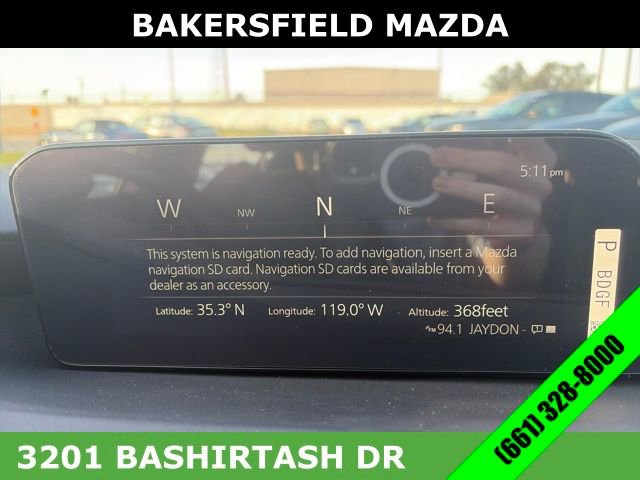 BAKERSFIELD MAZDA
5:11pm
W NW N NE E
This system is navigation ready. To add navigation, insert a Mazda
navigation SD card. Navigation SD cards are available from your
dealer as an accessory.
Latitude: 35.3° N Longitude: 119.0° W Altitude: 368feet
FM 94.1 JAYDON -
P BDGF
(661) 328-8000
3201 BASHIRTASH DR